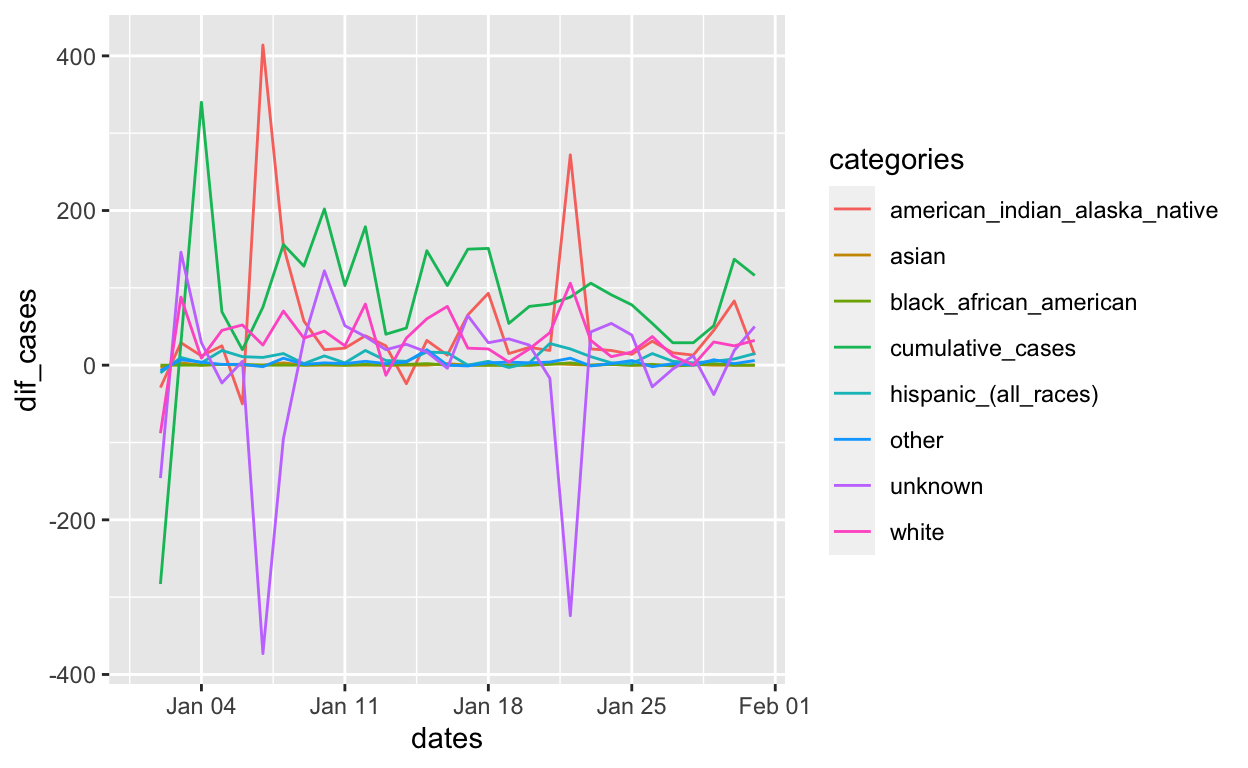 400
200
0
-200
-400
dif_cases
Jan 04 Jan 11 Jan 18 Jan 25 Feb 01
dates
categories
american_indian_alaska_native
asian
black_african_american
cumulative_cases
hispanic_(all_races)
other
unknown
white